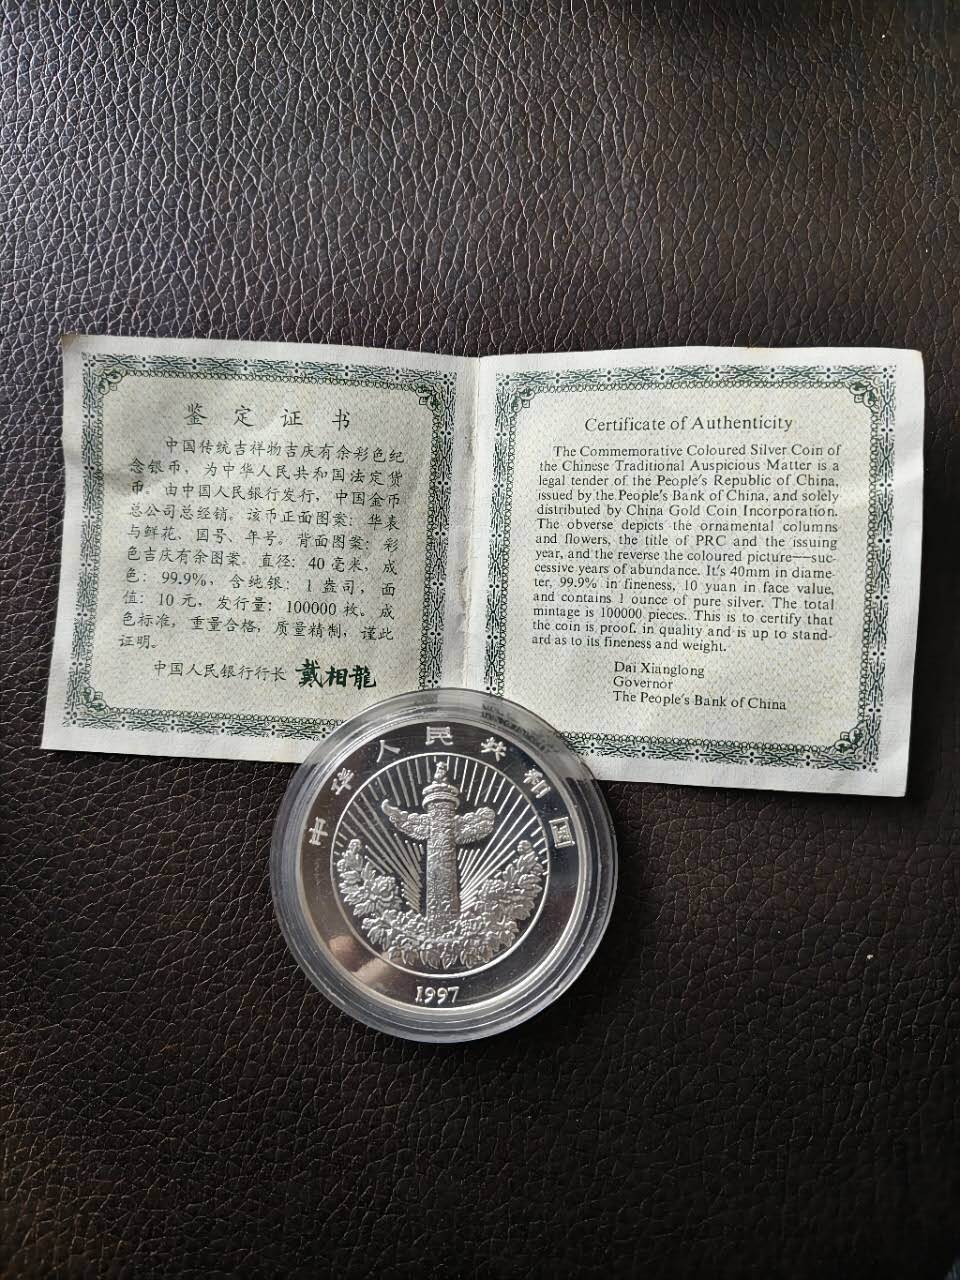 鉴定证书
中国传统吉祥物吉庆有余彩色纪
念银币，为中华人民共和国法定货
币。由中国人民银行发行，中国金币
总公司总经销。该币正面图案：华表
与鲜花、国号、年号。背面图案：彩
色吉庆有余图案。直径：40毫米，成
色：99.9%，含纯银：1盎司，面
值：10元，发行量：100000枚。成
色标准，重量合格，质量精制，谨此
证明。
中国人民银行行长 戴相龍
Certificate of Authenticity
The Commemorative Coloured Silver Coin of
the Chinese Traditional Auspicious Matter is a
legal tender of the People's Republic of China,
issued by the People's Bank of China, and solely
distributed by China Gold Coin Incorporation.
The obverse depicts the ornamental columns
and flowers, the title of PRC and the issuing
year, and the reverse the coloured picture—suc-
cessive years of abundance. It's 40mm in diame-
ter, 99.9% in fineness, 10 yuan in face value,
and contains 1 ounce of pure silver. The total
mintage is 100000 pieces. This is to certify that
the coin is proof. in quality and is up to stand-
ard as to its fineness and weight.
Dai Xianglong
Governor
The People's Bank of China
中华人民共和国
1997